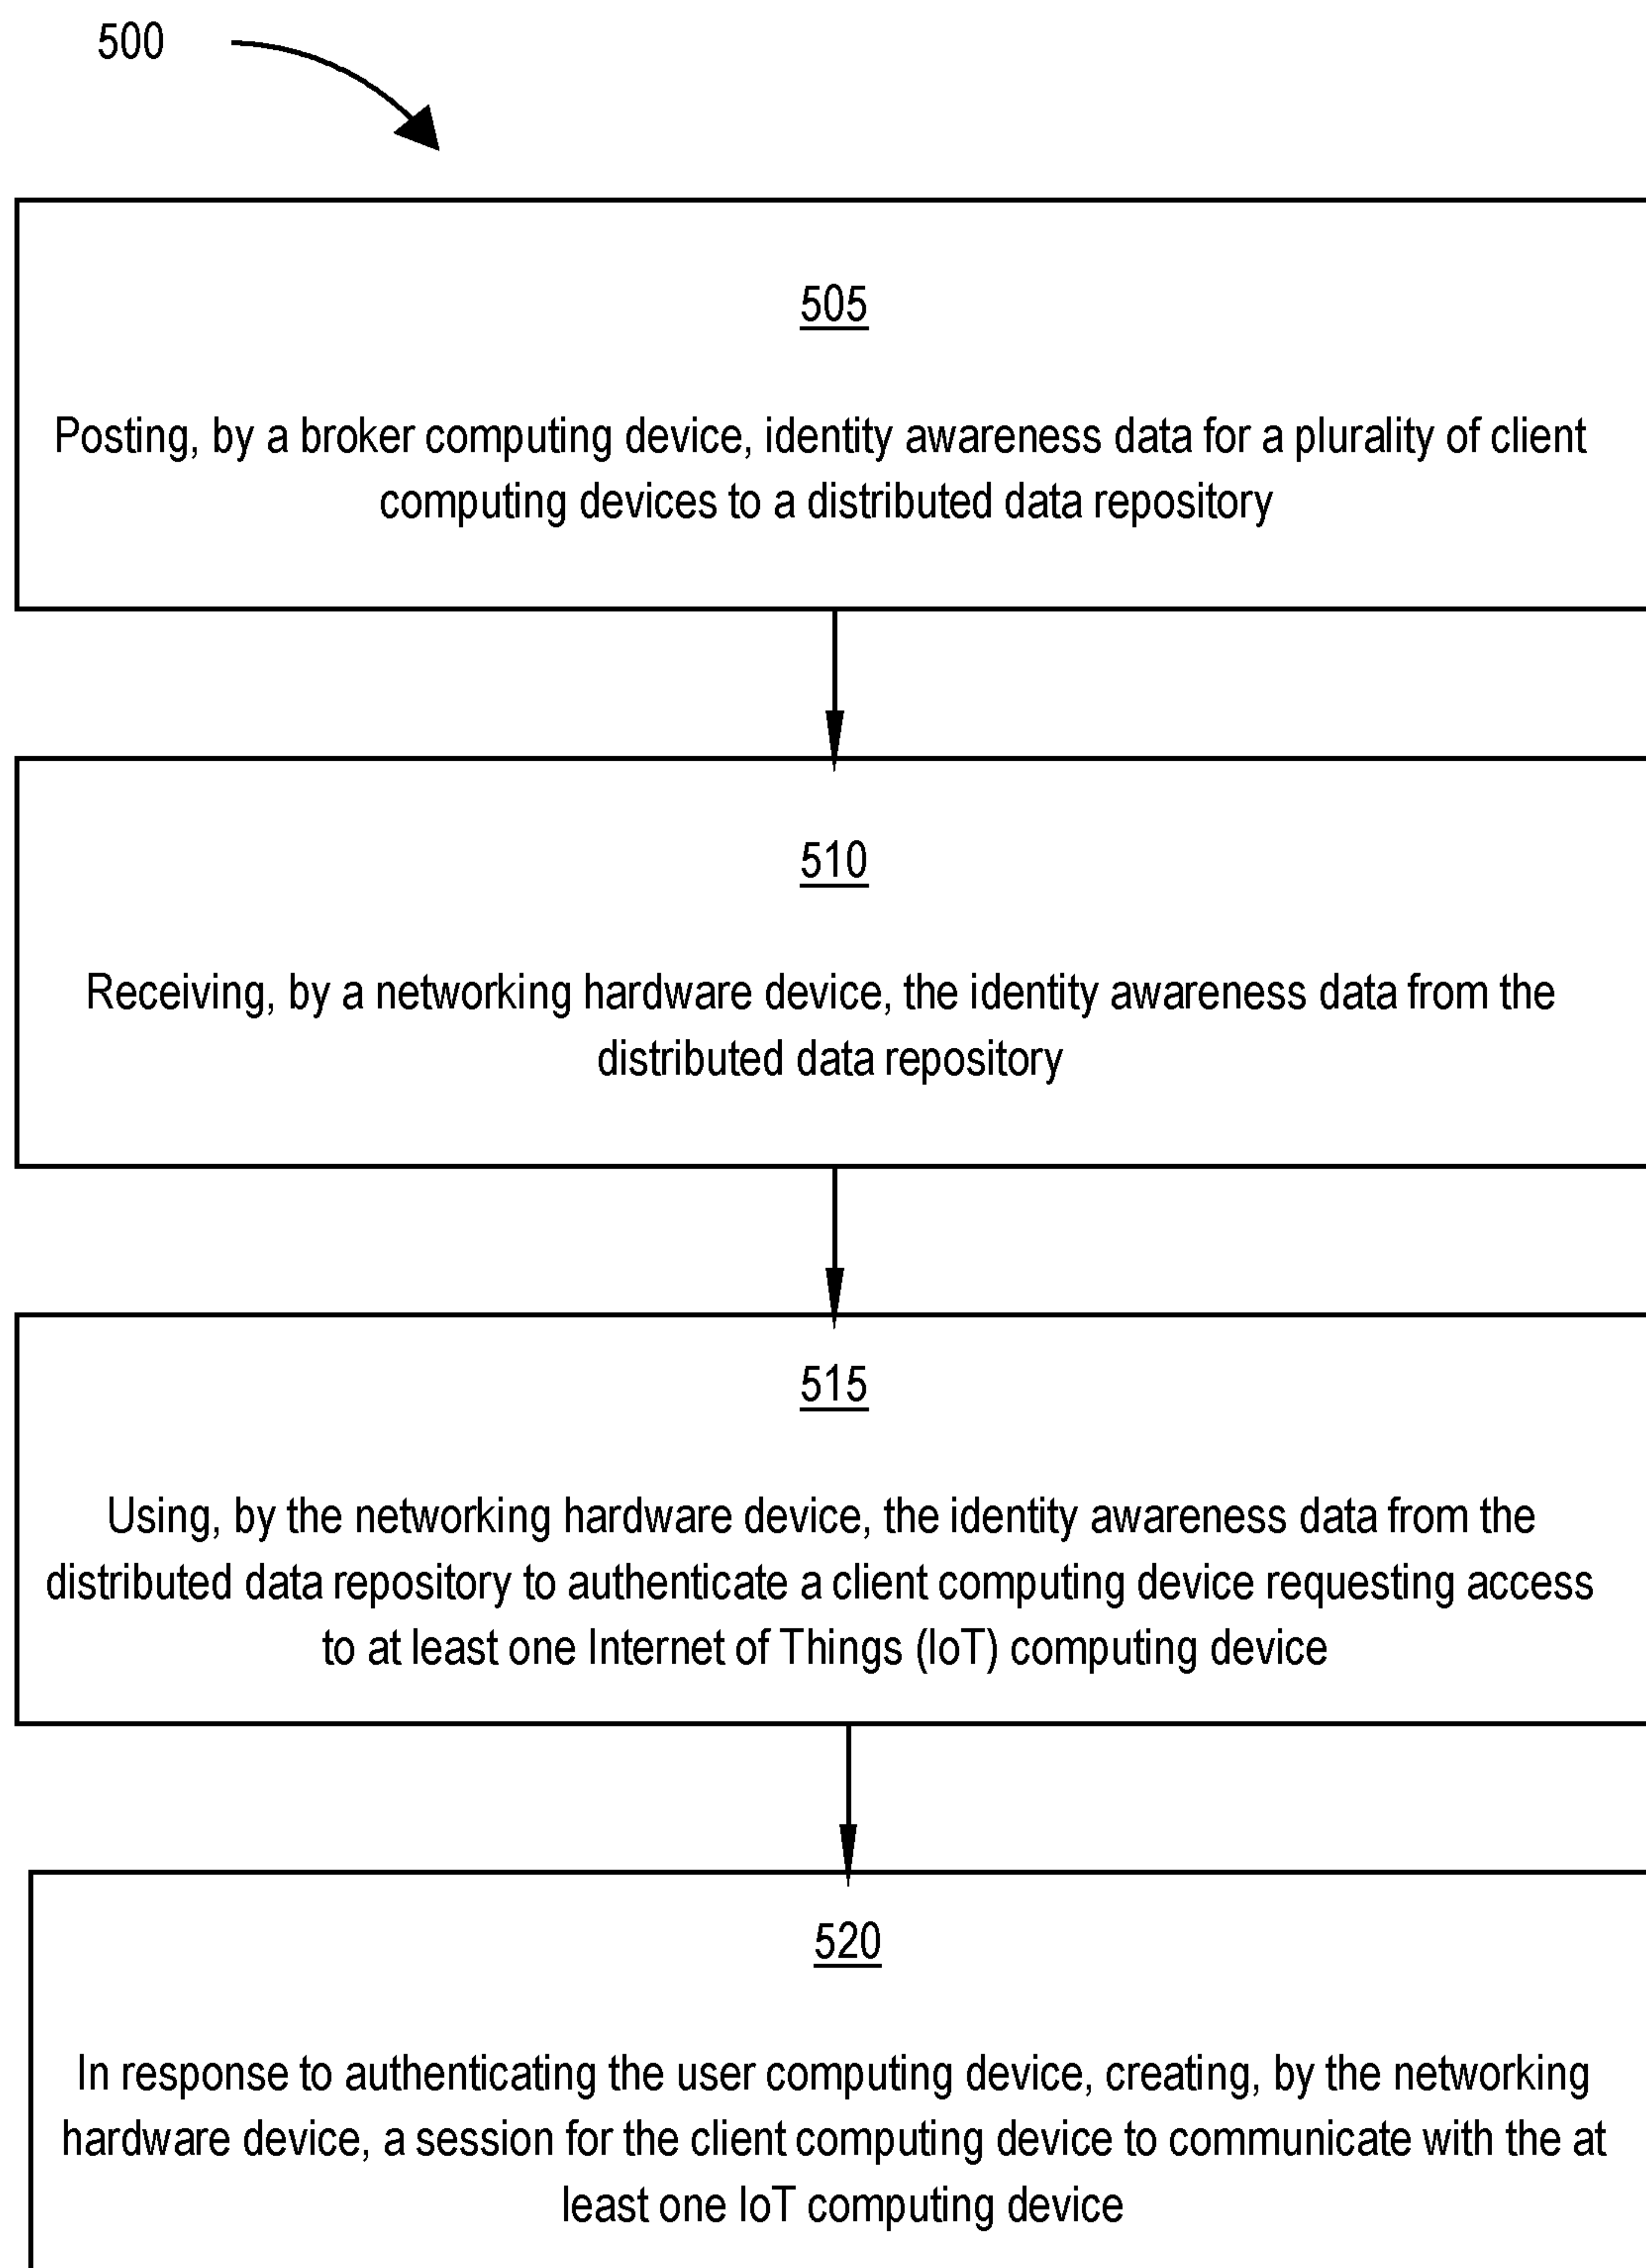 500
505
Posting, by a broker computing device, identity awareness data for a plurality of client
computing devices to a distributed data repository
510
Receiving, by a networking hardware device, the identity awareness data from the
distributed data repository
515
Using, by the networking hardware device, the identity awareness data from the
distributed data repository to authenticate a client computing device requesting access
to at least one Internet of Things (IoT) computing device
520
In response to authenticating the user computing device, creating, by the networking
hardware device, a session for the client computing device to communicate with the at
least one IoT computing device